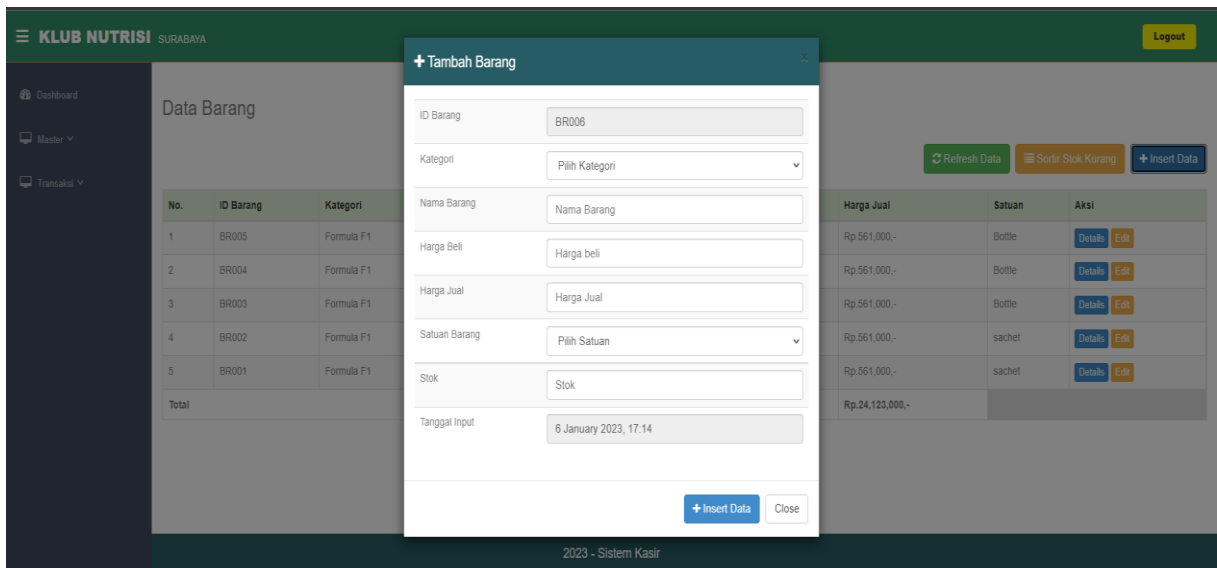 ☰ KLUB NUTRISI SURABAYA
Logout
Dashboard
Master
Transaksi
Data Barang
Refresh Data Sortir Stok Kurang + Insert Data
No. ID Barang Kategori Harga Jual Satuan Aksi
1 BR005 Formula F1 Rp.561,000,- Bottle Details Edit
2 BR004 Formula F1 Rp.561,000,- Bottle Details Edit
3 BR003 Formula F1 Rp.561,000,- Bottle Details Edit
4 BR002 Formula F1 Rp.561,000,- sachet Details Edit
5 BR001 Formula F1 Rp.561,000,- sachet Details Edit
Total Rp.24,123,000,-
+ Tambah Barang ×
ID Barang BR006
Kategori Pilih Kategori
Nama Barang Nama Barang
Harga Beli Harga beli
Harga Jual Harga Jual
Satuan Barang Pilih Satuan
Stok Stok
Tanggal Input 6 January 2023, 17:14
+ Insert Data Close
2023 - Sistem Kasir